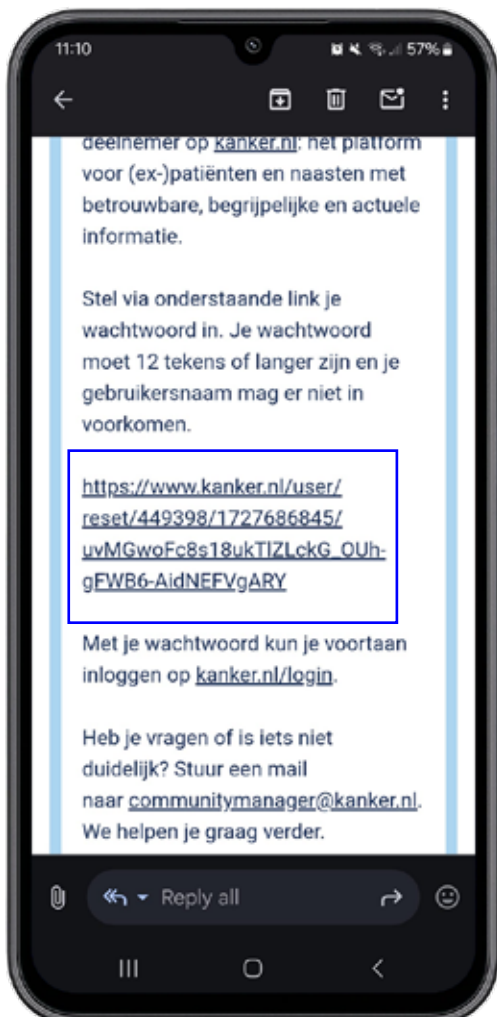 11:10
57%
deelnemer op kanker.nl: het platform
voor (ex-)patiënten en naasten met
betrouwbare, begrijpelijke en actuele
informatie.
Stel via onderstaande link je
wachtwoord in. Je wachtwoord
moet 12 tekens of langer zijn en je
gebruikersnaam mag er niet in
voorkomen.
https://www.kanker.nl/user/
reset/449398/1727686845/
uvMGwoFc8s18ukTlZLckG_OUh-
gFWB6-AidNEFVgARY
Met je wachtwoord kun je voortaan
inloggen op kanker.nl/login.
Heb je vragen of is iets niet
duidelijk? Stuur een mail
naar communitymanager@kanker.nl.
We helpen je graag verder.
Reply all